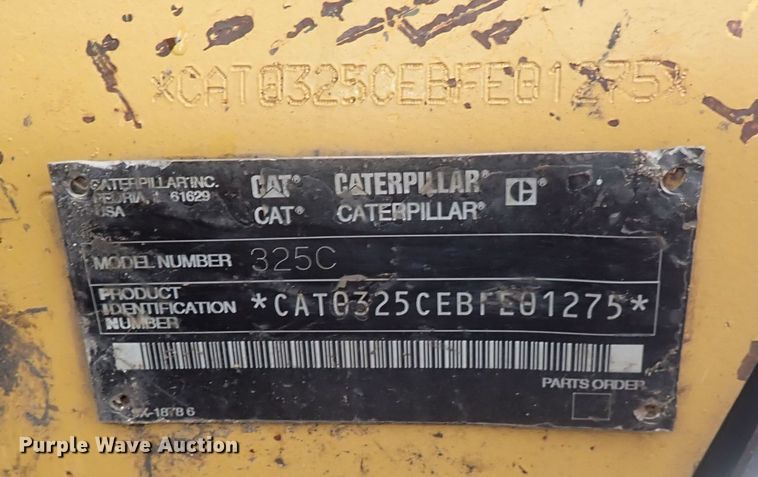 *CAT0325CEBFE01275*
CATERPILLAR INC.
PEORIA, IL 61629
USA
CAT® CATERPILLAR® ®
CAT® CATERPILLAR®
MODEL NUMBER 325C
PRODUCT
IDENTIFICATION
NUMBER
*CAT0325CEBFE01275*
PARTS ORDER
Purple Wave Auction